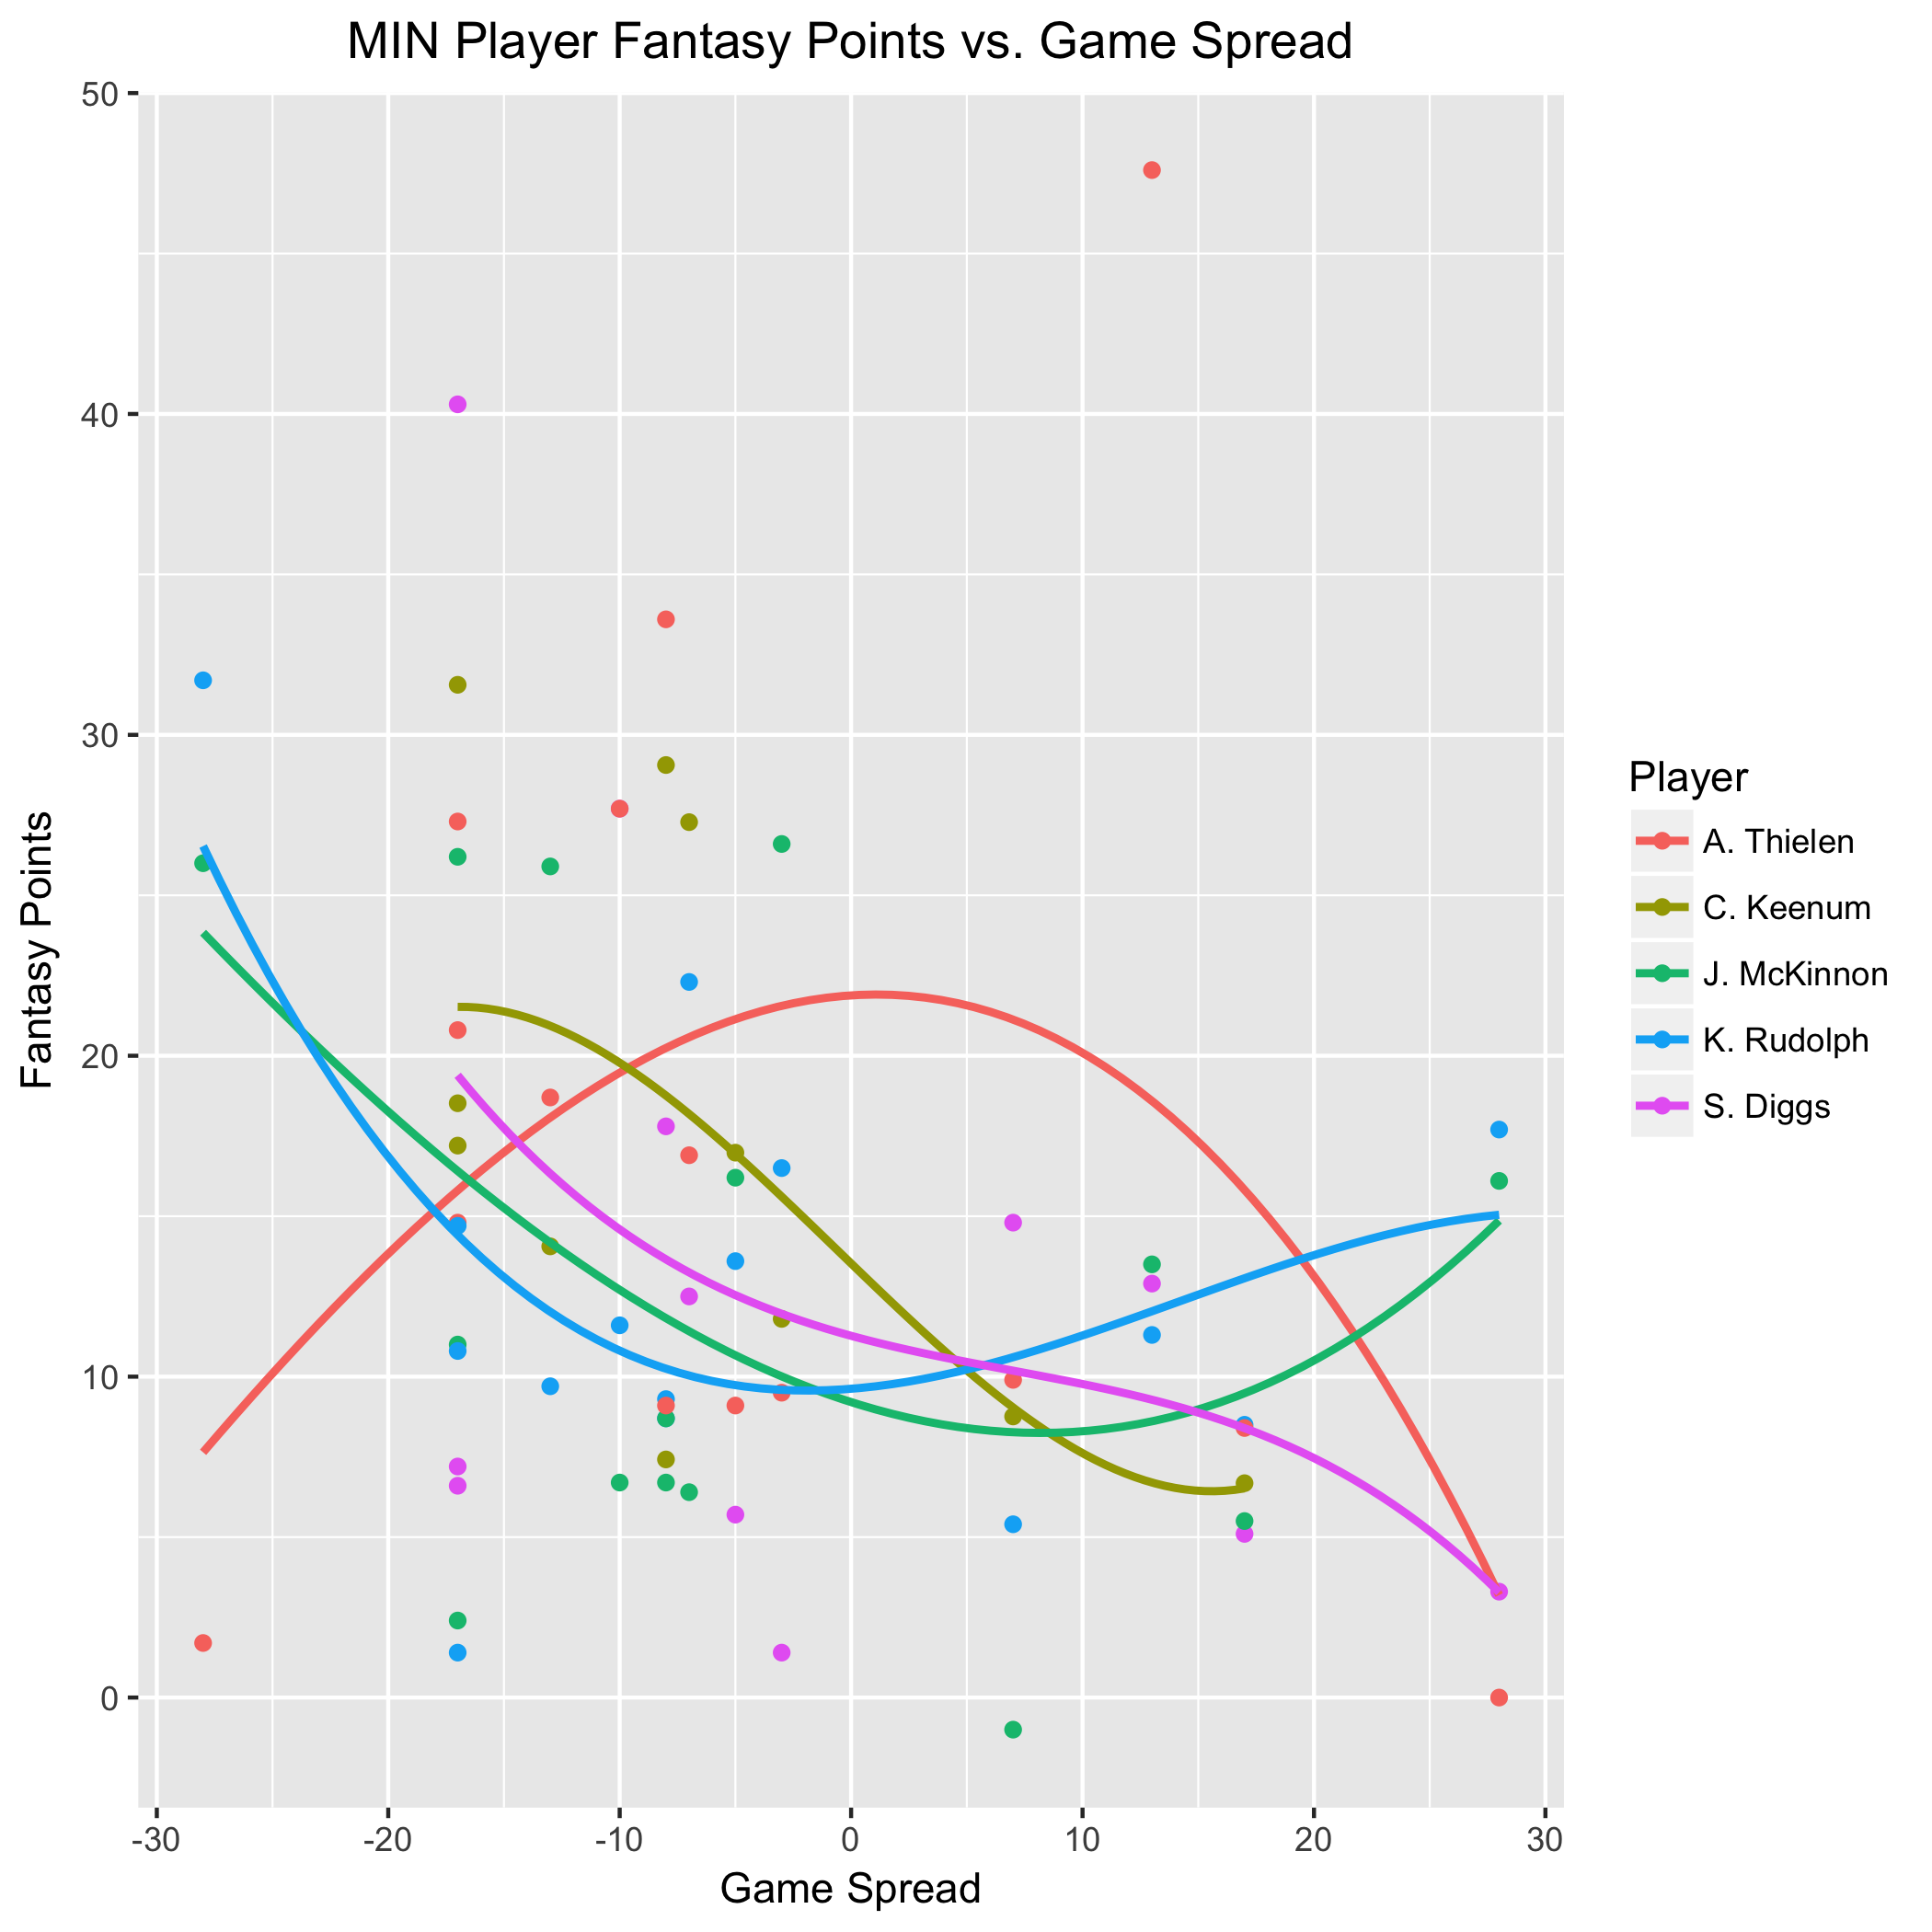 MIN Player Fantasy Points vs. Game Spread
50
40
30
20
10
0
Fantasy Points
-30
-20
-10
0
10
20
30
Game Spread
Player
A. Thielen
C. Keenum
J. McKinnon
K. Rudolph
S. Diggs